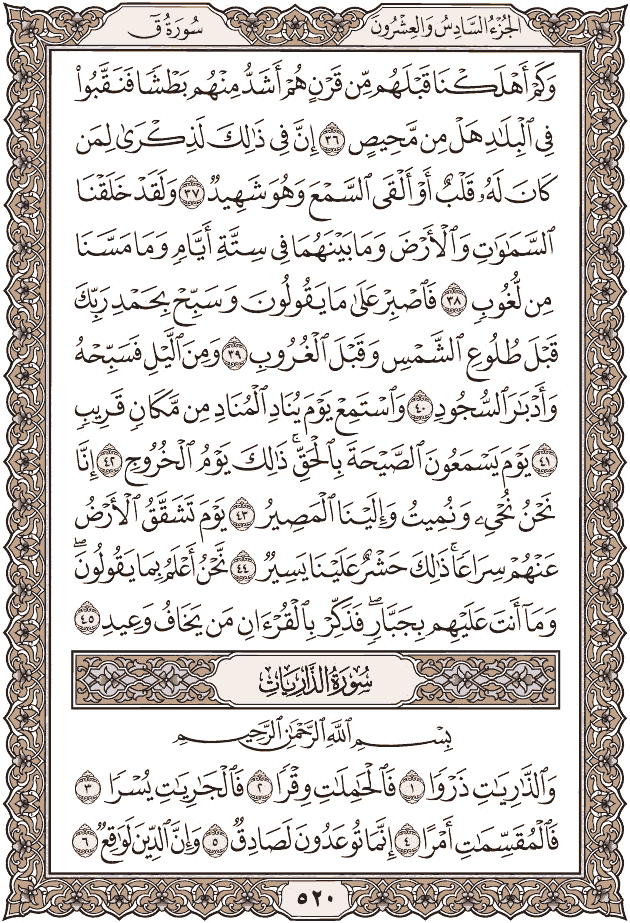 الجُزْءُ السَّادِسُ وَالعِشْرُونَ
سُورَةُ قٓ
وَكَمْ أَهْلَكْنَا قَبْلَهُم مِّن قَرْنٍ هُمْ أَشَدُّ مِنْهُم بَطْشًا فَنَقَّبُوا۟
فِى ٱلْبِلَٰدِ هَلْ مِن مَّحِيصٍ ٣٦ إِنَّ فِى ذَٰلِكَ لَذِكْرَىٰ لِمَن
كَانَ لَهُۥ قَلْبٌ أَوْ أَلْقَى ٱلسَّمْعَ وَهُوَ شَهِيدٌ ٣٧ وَلَقَدْ خَلَقْنَا
ٱلسَّمَٰوَٰتِ وَٱلْأَرْضَ وَمَا بَيْنَهُمَا فِى سِتَّةِ أَيَّامٍ وَمَا مَسَّنَا
مِن لُّغُوبٍ ٣٨ فَٱصْبِرْ عَلَىٰ مَا يَقُولُونَ وَسَبِّحْ بِحَمْدِ رَبِّكَ
قَبْلَ طُلُوعِ ٱلشَّمْسِ وَقَبْلَ ٱلْغُرُوبِ ٣٩ وَمِنَ ٱلَّيْلِ فَسَبِّحْهُ
وَأَدْبَٰرَ ٱلسُّجُودِ ٤٠ وَٱسْتَمِعْ يَوْمَ يُنَادِ ٱلْمُنَادِ مِن مَّكَانٍ قَرِيبٍ
٤١ يَوْمَ يَسْمَعُونَ ٱلصَّيْحَةَ بِٱلْحَقِّ ۚ ذَٰلِكَ يَوْمُ ٱلْخُرُوجِ ٤٢ إِنَّا
نَحْنُ نُحْىِۦ وَنُمِيتُ وَإِلَيْنَا ٱلْمَصِيرُ ٤٣ يَوْمَ تَشَقَّقُ ٱلْأَرْضُ
عَنْهُمْ سِرَاعًا ۚ ذَٰلِكَ حَشْرٌ عَلَيْنَا يَسِيرٌ ٤٤ نَّحْنُ أَعْلَمُ بِمَا يَقُولُونَ ۖ
وَمَآ أَنتَ عَلَيْهِم بِجَبَّارٍ ۖ فَذَكِّرْ بِٱلْقُرْءَانِ مَن يَخَافُ وَعِيدِ ٤٥
سُورَةُ الذَّارِيَاتِ
بِسْمِ ٱللَّهِ ٱلرَّحْمَٰنِ ٱلرَّحِيمِ
وَٱلذَّٰرِيَٰتِ ذَرْوًا ١ فَٱلْحَٰمِلَٰتِ وِقْرًا ٢ فَٱلْجَٰرِيَٰتِ يُسْرًا ٣
فَٱلْمُقَسِّمَٰتِ أَمْرًا ٤ إِنَّمَا تُوعَدُونَ لَصَادِقٌ ٥ وَإِنَّ ٱلدِّينَ لَوَٰقِعٌ ٦
٥٢٠